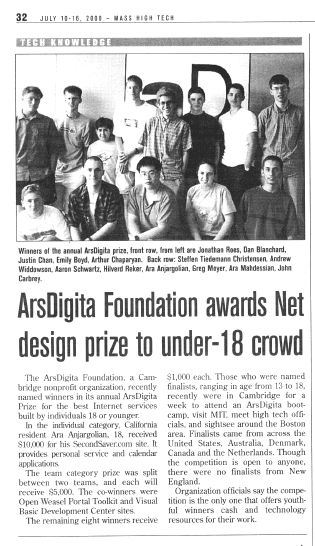 32 JULY 10-16, 2000 – MASS HIGH TECH
TECH KNOWLEDGE
Winners of the annual ArsDigita prize, front row, from left are Jonathan Rees, Dan Blanchard,
Justin Chan, Emily Boyd, Arthur Chaparyan. Back row: Steffen Tiedemann Christensen, Andrew
Widdowson, Aaron Schwartz, Hilverd Reker, Ara Anjargolian, Greg Moyer, Ara Mahdessian, John
Carbrey.
ArsDigita Foundation awards Net
design prize to under-18 crowd
The ArsDigita Foundation, a Cam-
bridge nonprofit organization, recently
named winners in its annual ArsDigita
Prize for the best Internet services
built by individuals 18 or younger.
In the individual category, California
resident Ara Anjargolian, 18, received
$10,000 for his SecondSaver.com site. It
provides personal service and calendar
applications.
The team category prize was split
between two teams, and each will
receive $5,000. The co-winners were
Open Weasel Portal Toolkit and Visual
Basic Development Center sites.
The remaining eight winners receive
$1,000 each. Those who were named
finalists, ranging in age from 13 to 18,
recently were in Cambridge for a
week to attend an ArsDigita boot-
camp, visit MIT, meet high tech offi-
cials, and sightsee around the Boston
area. Finalists came from across the
United States, Australia, Denmark,
Canada and the Netherlands. Though
the competition is open to anyone,
there were no finalists from New
England.
Organization officials say the compe-
tition is the only one that offers youth-
ful winners cash and technology
resources for their work.